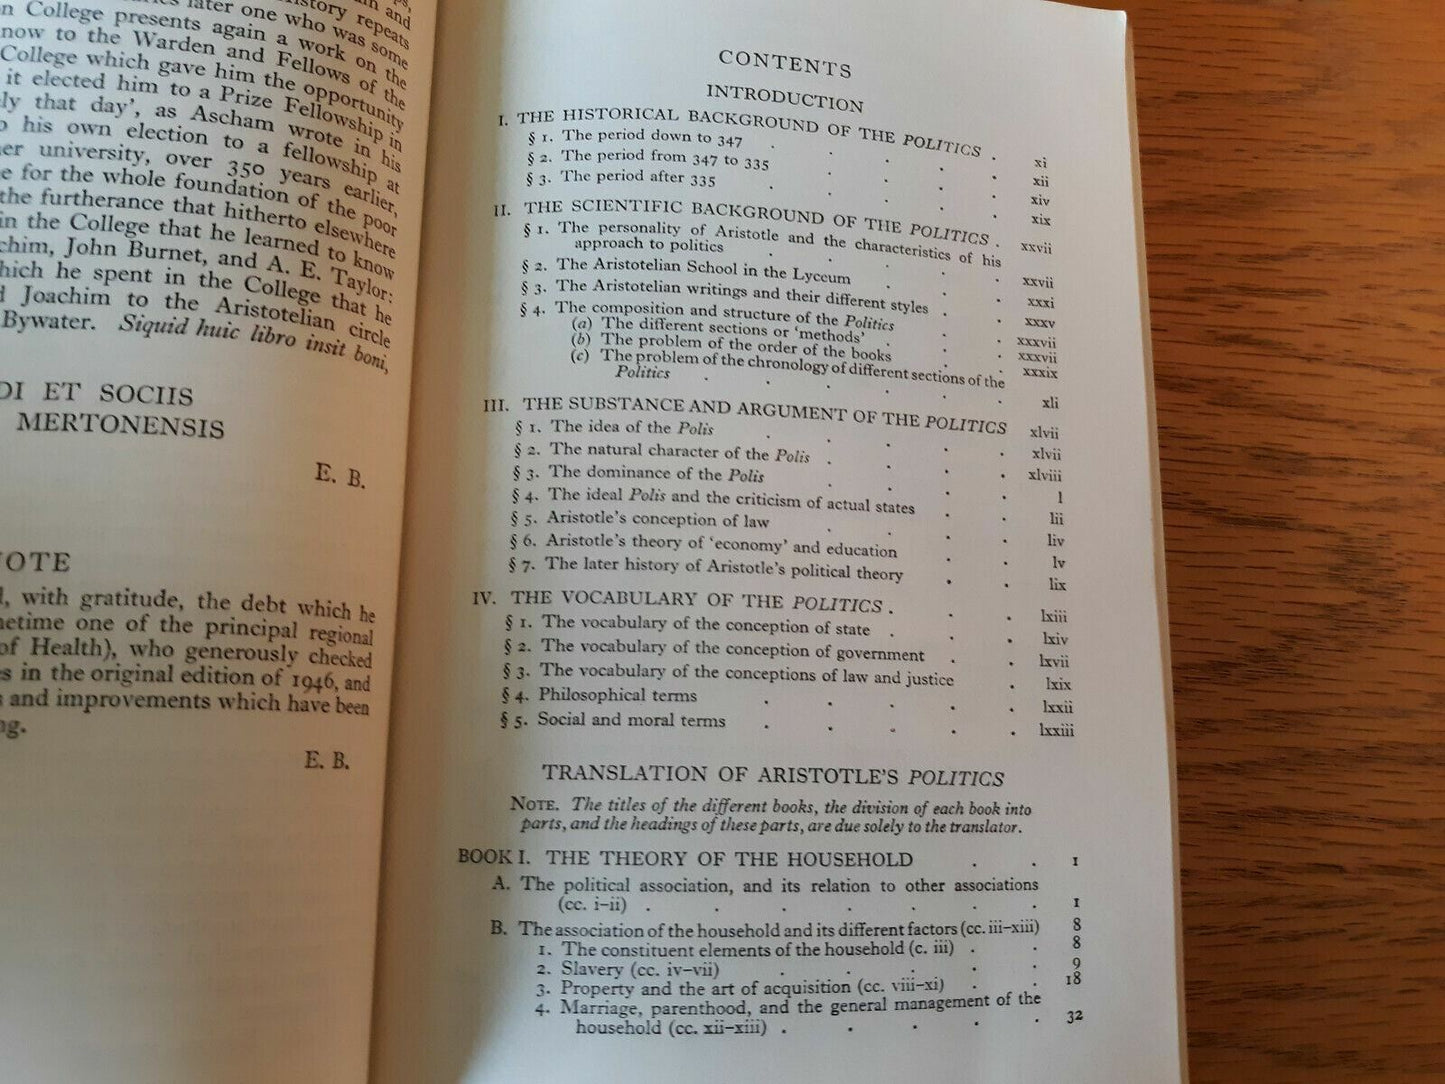 and
istory repeats
later one who was some
College presents again a work on the
now to the Warden and Fellows of the
College which gave him the opportunity
it elected him to a Prize Fellowship in
that day', as Ascham wrote in his
his own election to a fellowship at
university, over 350 years earlier,
for the whole foundation of the poor
the furtherance that hitherto elsewhere
in the College that he learned to know
chim, John Burnet, and A. E. Taylor:
hich he spent in the College that he
Joachim to the Aristotelian circle
Bywater. Siquid huic libro insit boni,
DI ET SOCIIS
MERTONENSIS
E. B.
NOTE
, with gratitude, the debt which he
metime one of the principal regional
of Health), who generously checked
es in the original edition of 1946, and
and improvements which have been
ng.
E. B.
CONTENTS
INTRODUCTION
I. THE HISTORICAL BACKGROUND OF THE POLITICS . xi
§ 1. The period down to 347 . . . . xii
§ 2. The period from 347 to 335 . . . xiv
§ 3. The period after 335 . . . . xix
II. THE SCIENTIFIC BACKGROUND OF THE POLITICS . xxvii
§ 1. The personality of Aristotle and the characteristics of his
approach to politics . . . . xxvii
§ 2. The Aristotelian School in the Lyceum . . xxxi
§ 3. The Aristotelian writings and their different styles . . xxxv
§ 4. The composition and structure of the Politics . . xxxvii
(a) The different sections or 'methods' . . xxxvii
(b) The problem of the order of the books . . xxxix
(c) The problem of the chronology of different sections of the
Politics . . . . . xli
III. THE SUBSTANCE AND ARGUMENT OF THE POLITICS xlvii
§ 1. The idea of the Polis . . . . xlvii
§ 2. The natural character of the Polis . . . xlviii
§ 3. The dominance of the Polis . . . . l
§ 4. The ideal Polis and the criticism of actual states . . lii
§ 5. Aristotle's conception of law . . . . liv
§ 6. Aristotle's theory of 'economy' and education . . lv
§ 7. The later history of Aristotle's political theory . . lix
IV. THE VOCABULARY OF THE POLITICS . . . lxiii
§ 1. The vocabulary of the conception of state . . . lxiv
§ 2. The vocabulary of the conception of government . . lxvii
§ 3. The vocabulary of the conceptions of law and justice . lxix
§ 4. Philosophical terms . . . . . lxxii
§ 5. Social and moral terms . . . . . lxxiii
TRANSLATION OF ARISTOTLE'S POLITICS
NOTE. The titles of the different books, the division of each book into
parts, and the headings of these parts, are due solely to the translator.
BOOK I. THE THEORY OF THE HOUSEHOLD . . 1
A. The political association, and its relation to other associations
(cc. i–ii) . . . . . . . 1
B. The association of the household and its different factors (cc. iii–xiii) 8
1. The constituent elements of the household (c. iii) . . 8
2. Slavery (cc. iv–vii) . . . . . 9
3. Property and the art of acquisition (cc. viii–xi) . . 18
4. Marriage, parenthood, and the general management of the
household (cc. xii–xiii) . . . . . 32